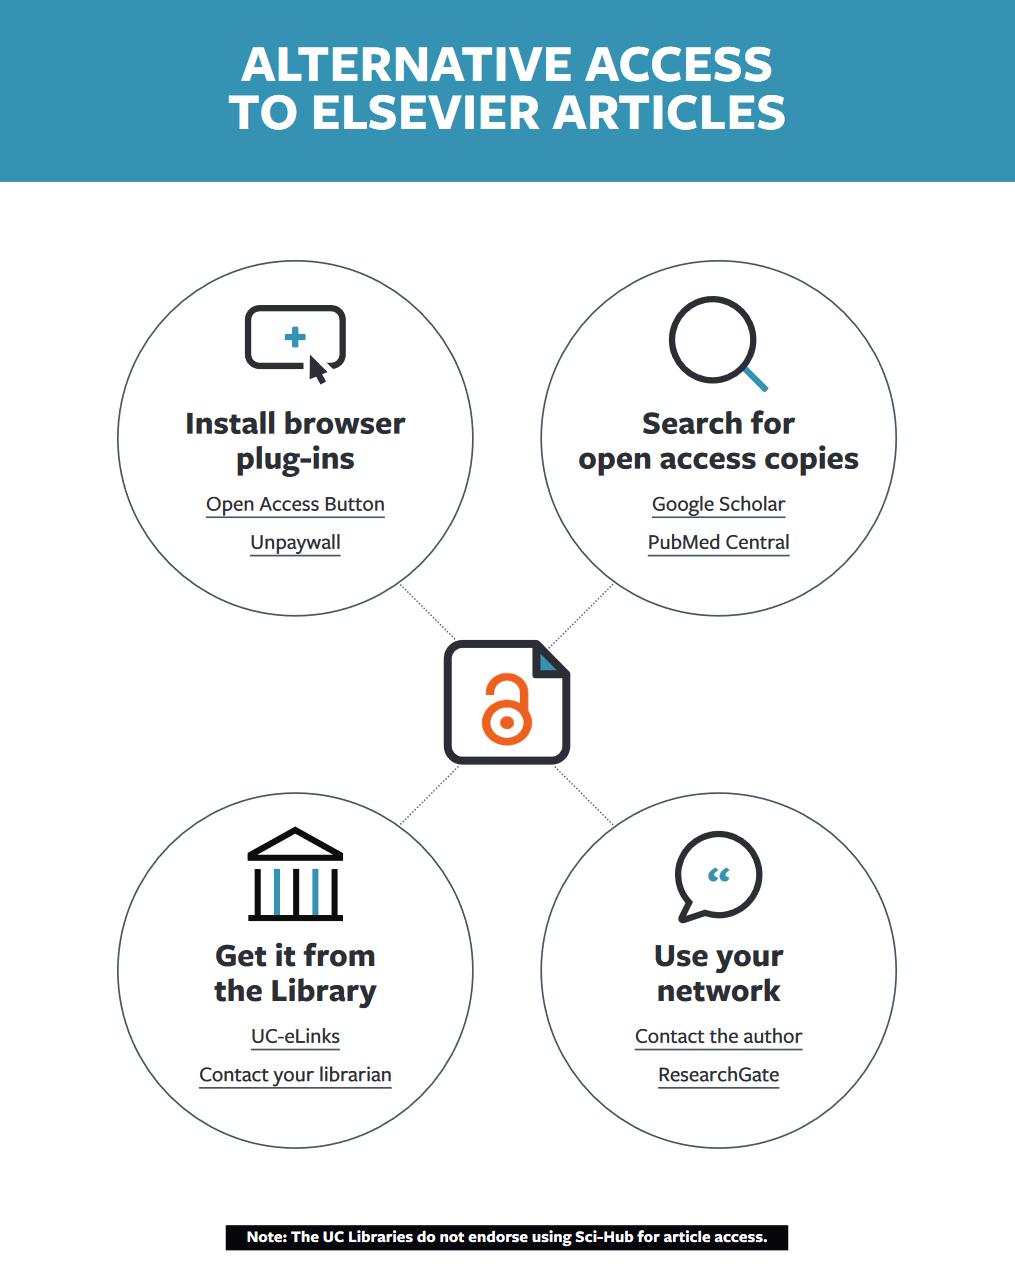 ALTERNATIVE ACCESS
TO ELSEVIER ARTICLES
Install browser
plug-ins
Open Access Button
Unpaywall
Search for
open access copies
Google Scholar
PubMed Central
Get it from
the Library
UC-eLinks
Contact your librarian
“
Use your
network
Contact the author
ResearchGate
Note: The UC Libraries do not endorse using Sci-Hub for article access.